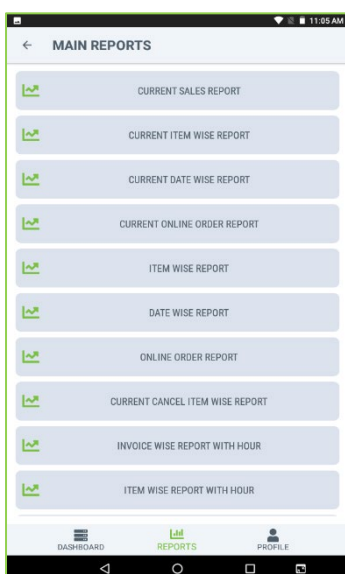 11:05 AM
MAIN REPORTS
CURRENT SALES REPORT
CURRENT ITEM WISE REPORT
CURRENT DATE WISE REPORT
CURRENT ONLINE ORDER REPORT
ITEM WISE REPORT
DATE WISE REPORT
ONLINE ORDER REPORT
CURRENT CANCEL ITEM WISE REPORT
INVOICE WISE REPORT WITH HOUR
ITEM WISE REPORT WITH HOUR
DASHBOARD REPORTS PROFILE